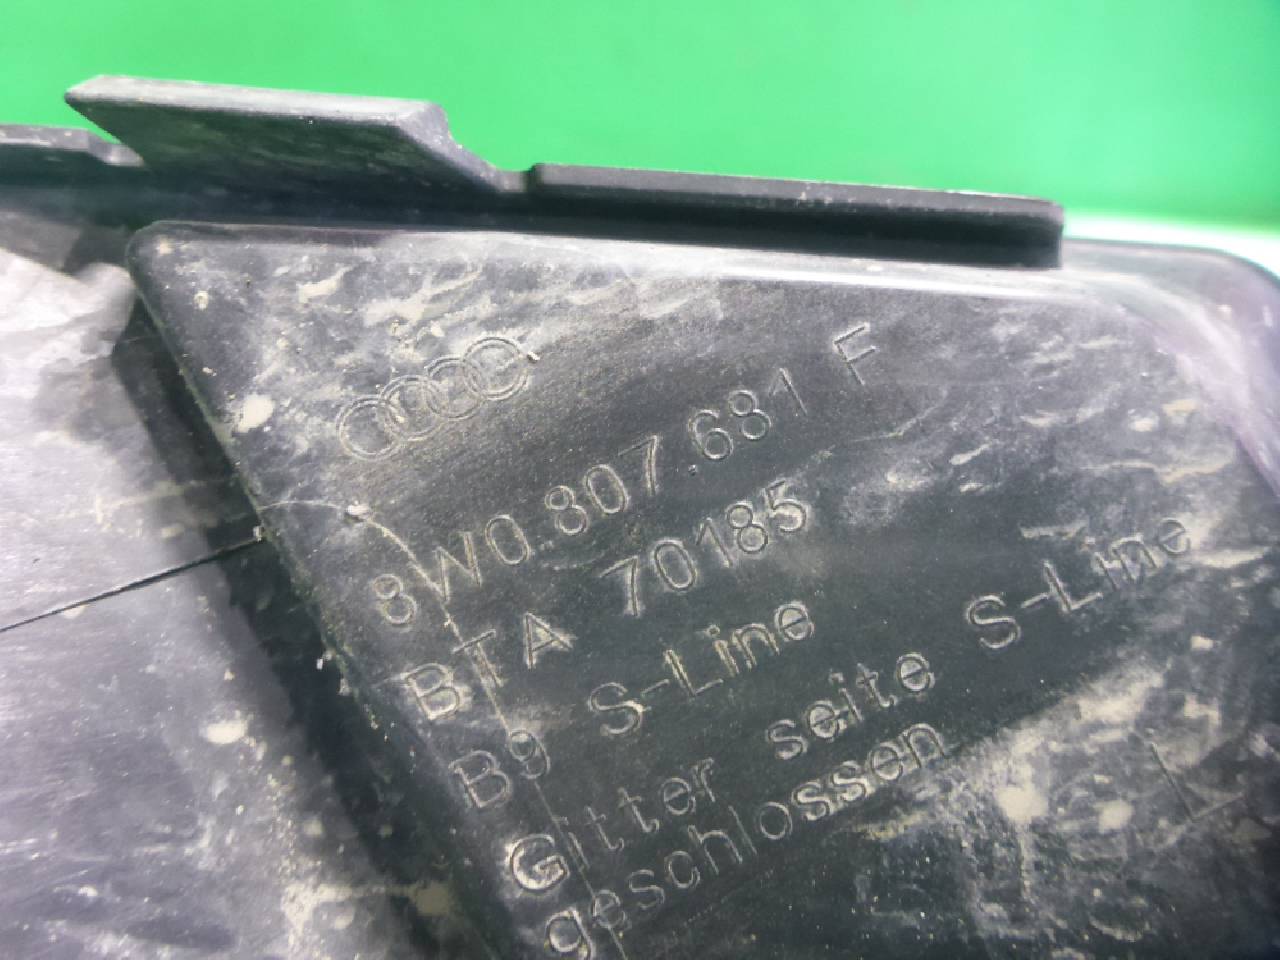 8W0.807.681 F
BTA 70185
B9 S-Line
Gitter seite S-Line
geschlossen
L